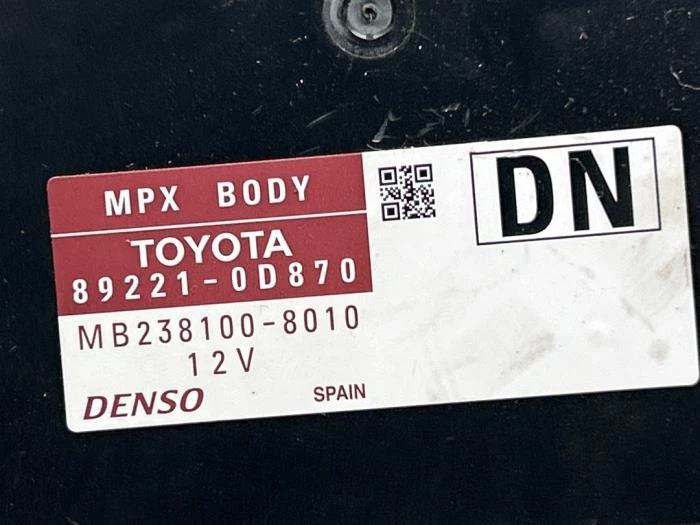 MPX BODY
DN
TOYOTA
89221-0D870
MB238100-8010
12V
DENSO
SPAIN